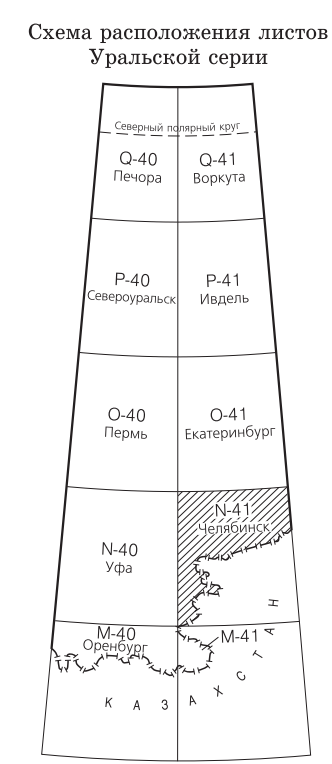 Схема расположения листов
Уральской серии
Северный полярный круг
Q-40
Печора
Q-41
Воркута
P-40
Североуральск
P-41
Ивдель
O-40
Пермь
O-41
Екатеринбург
N-40
Уфа
N-41
Челябинск
M-40
Оренбург
M-41
КАЗАХСТАН